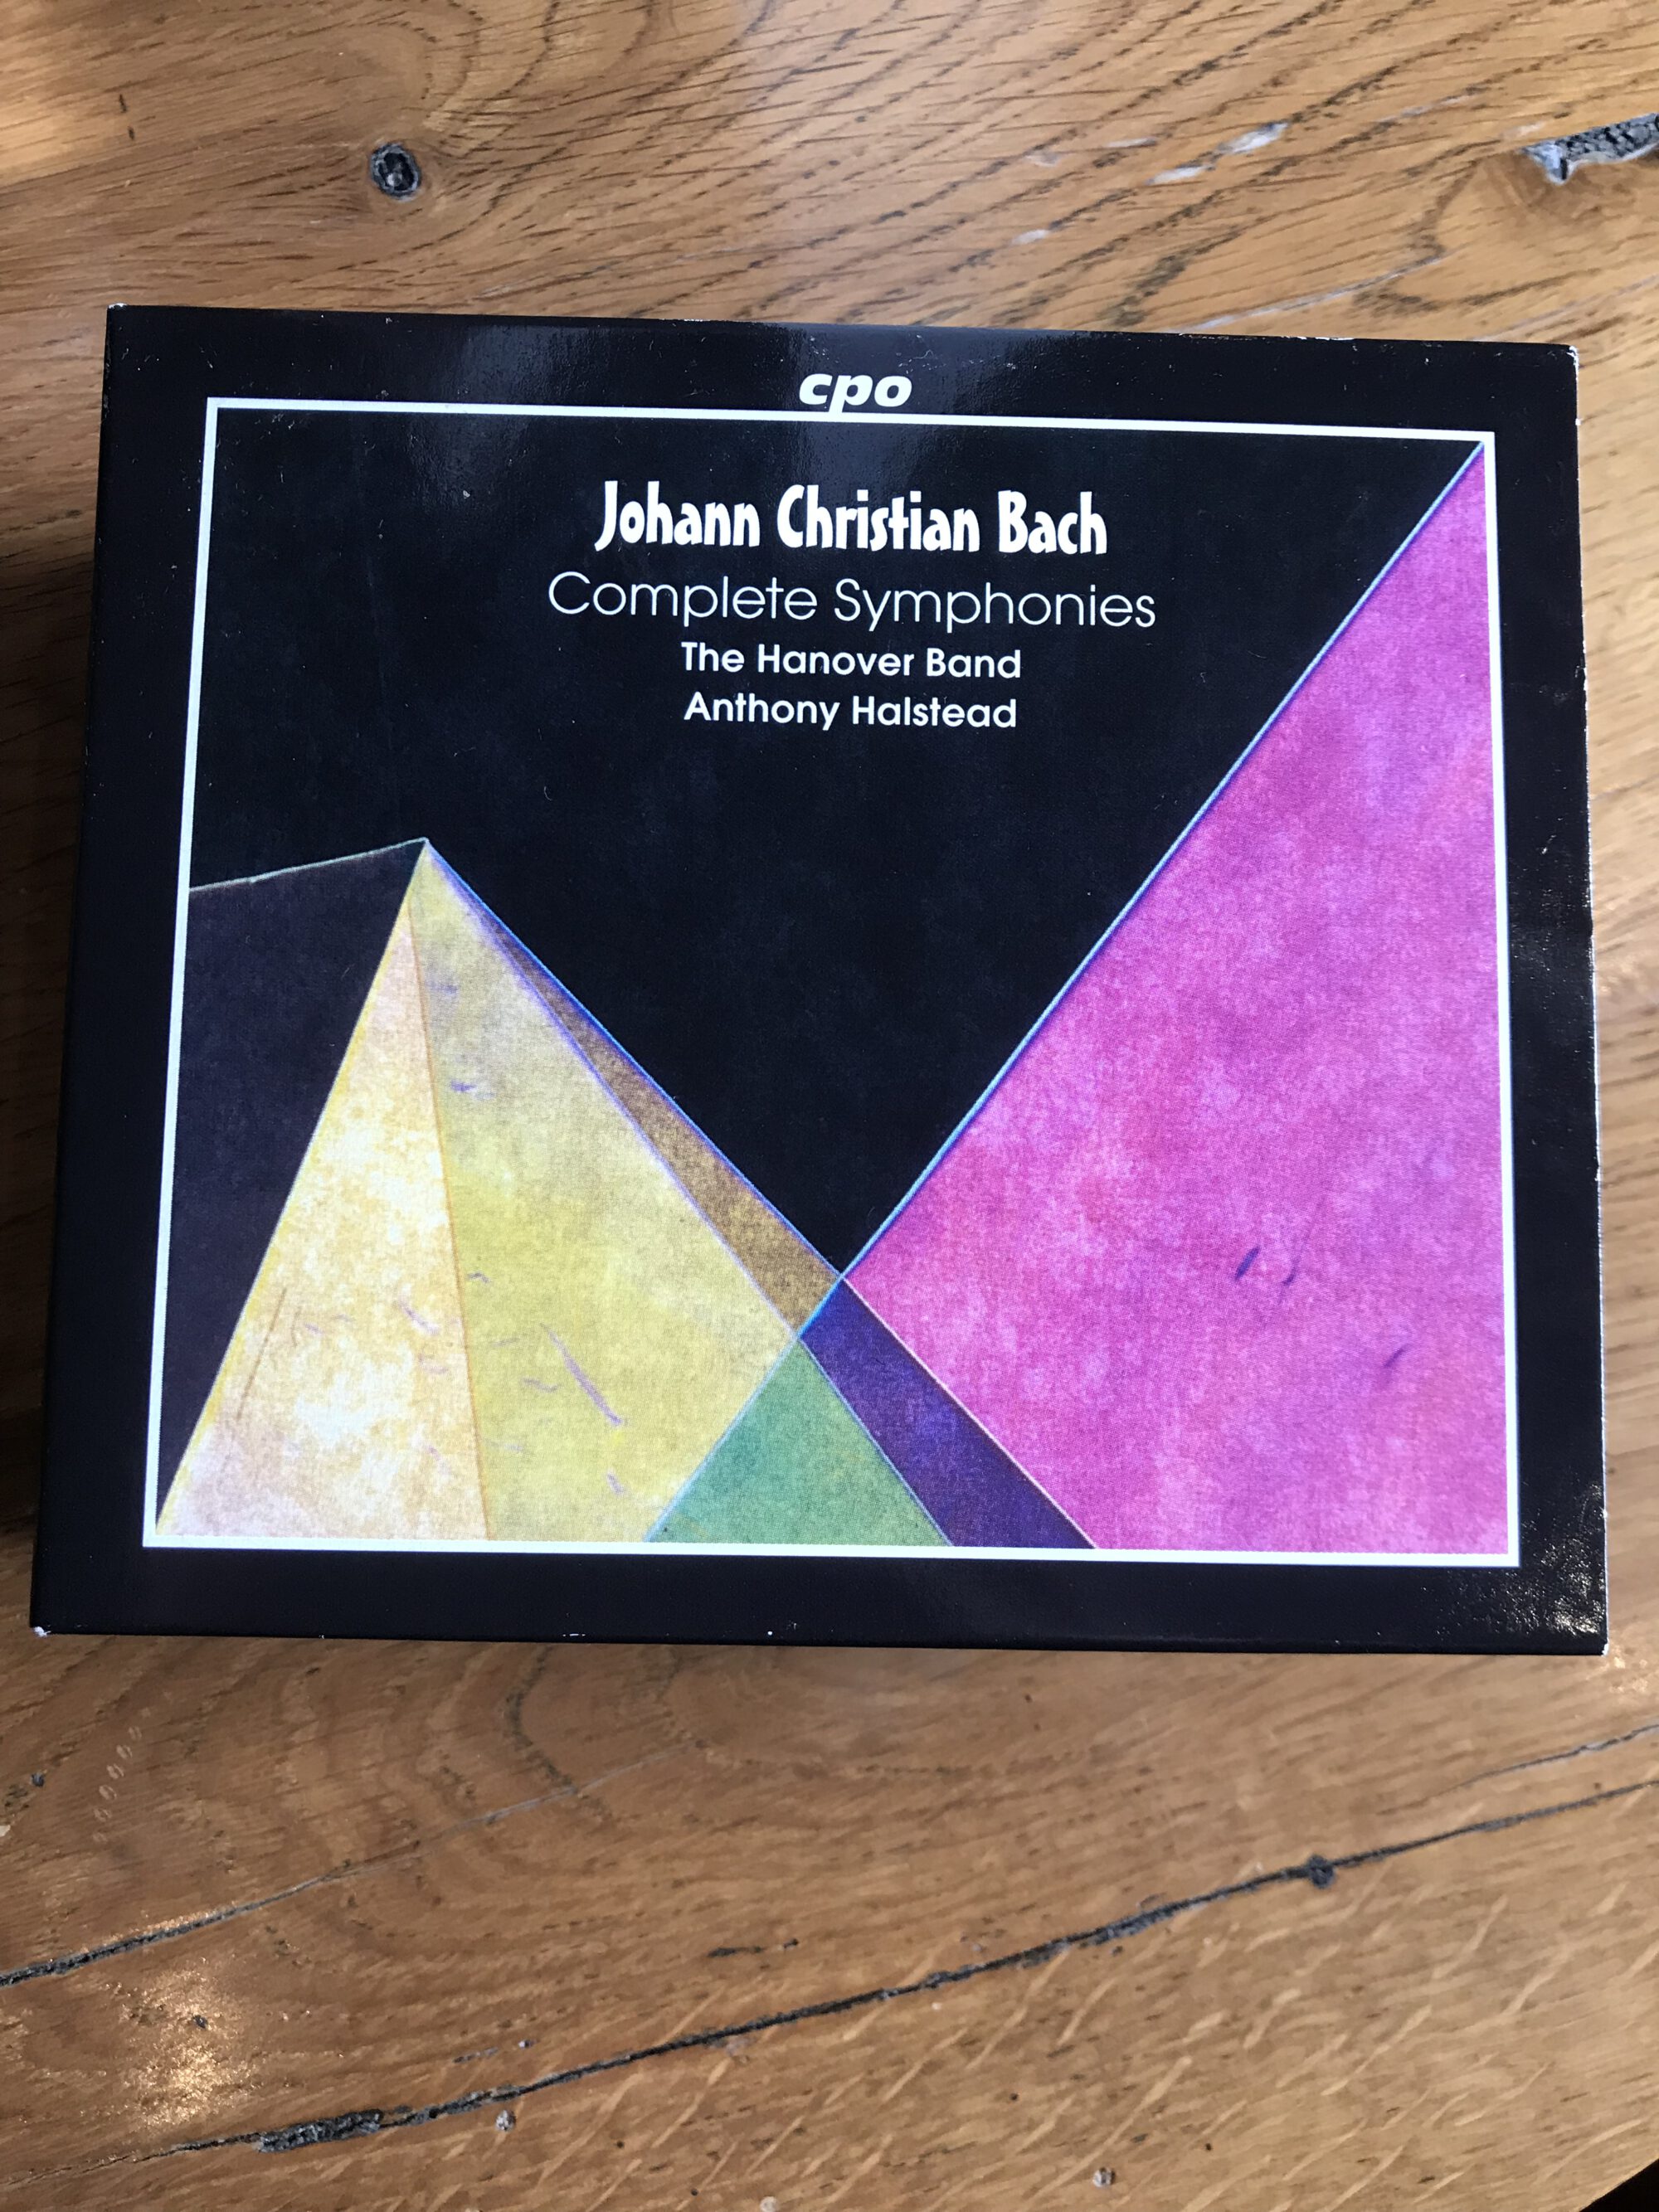 cpo
Johann Christian Bach
Complete Symphonies
The Hanover Band
Anthony Halstead